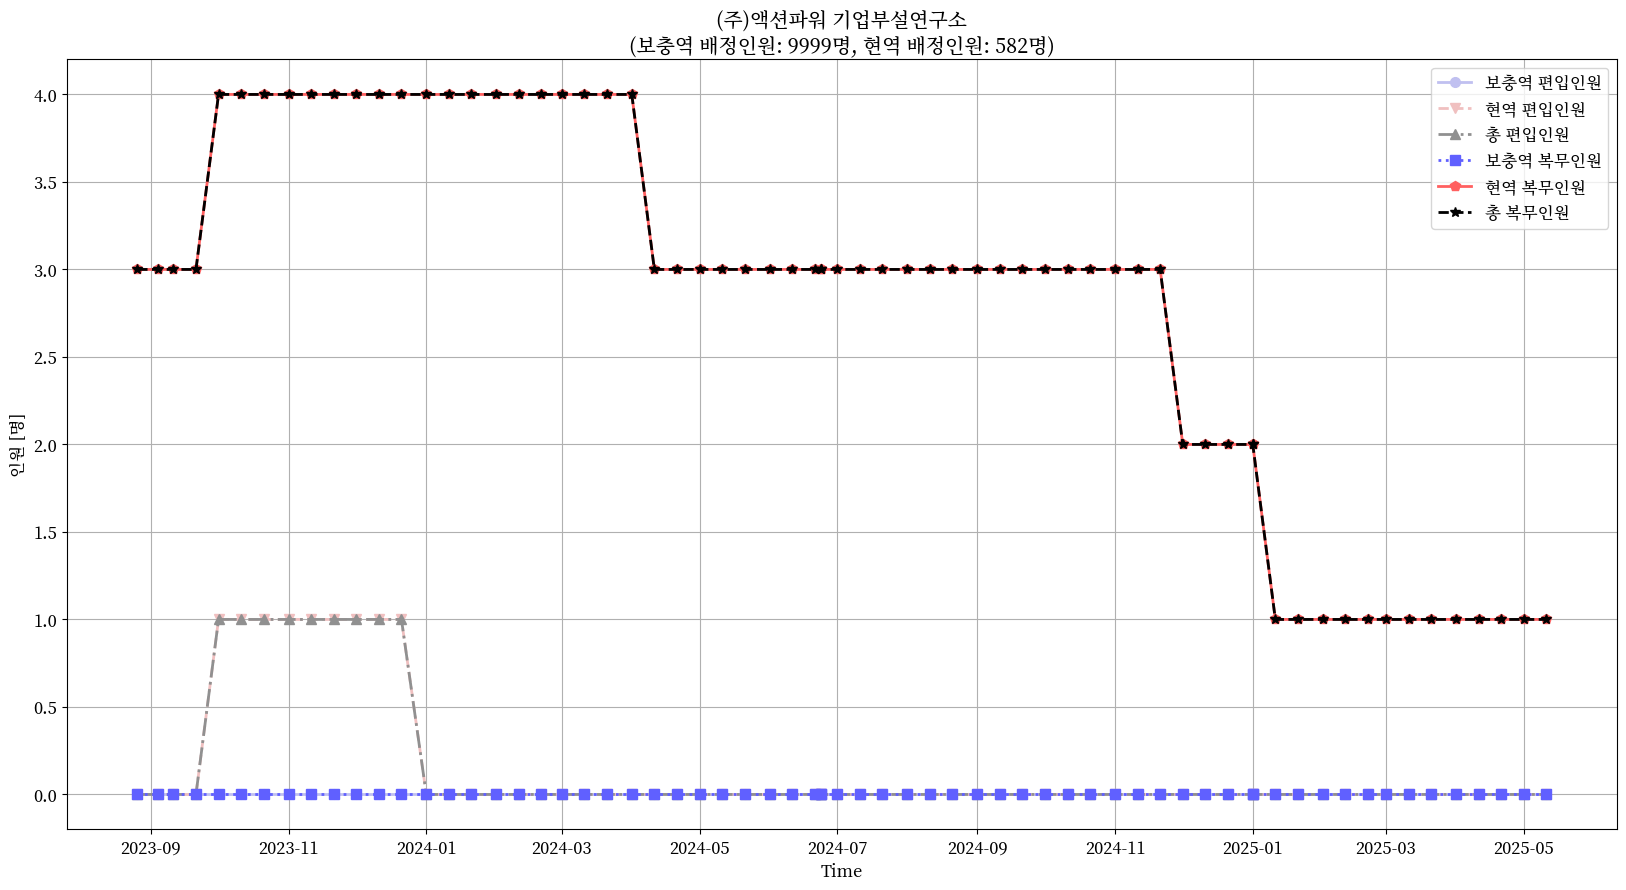 (주)액션파워 기업부설연구소
(보충역 배정인원: 9999명, 현역 배정인원: 582명)
보충역 편입인원
현역 편입인원
총 편입인원
보충역 복무인원
현역 복무인원
총 복무인원
인원 [명]
4.0
3.5
3.0
2.5
2.0
1.5
1.0
0.5
0.0
2023-09
2023-11
2024-01
2024-03
2024-05
2024-07
2024-09
2024-11
2025-01
2025-03
2025-05
Time